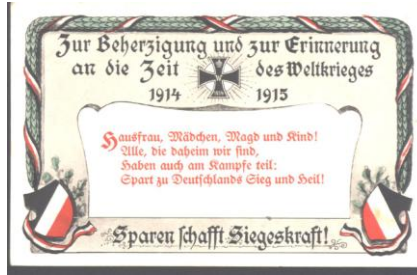 Zur Beherzigung und zur Erinnerung
an die Zeit des Weltkrieges
1914 1915
Hausfrau, Mädchen, Magd und Kind!
Alle, die daheim wir sind,
Haben auch am Kampfe teil:
Spart zu Deutschlands Sieg und Heil!
Sparen schafft Siegeskraft!